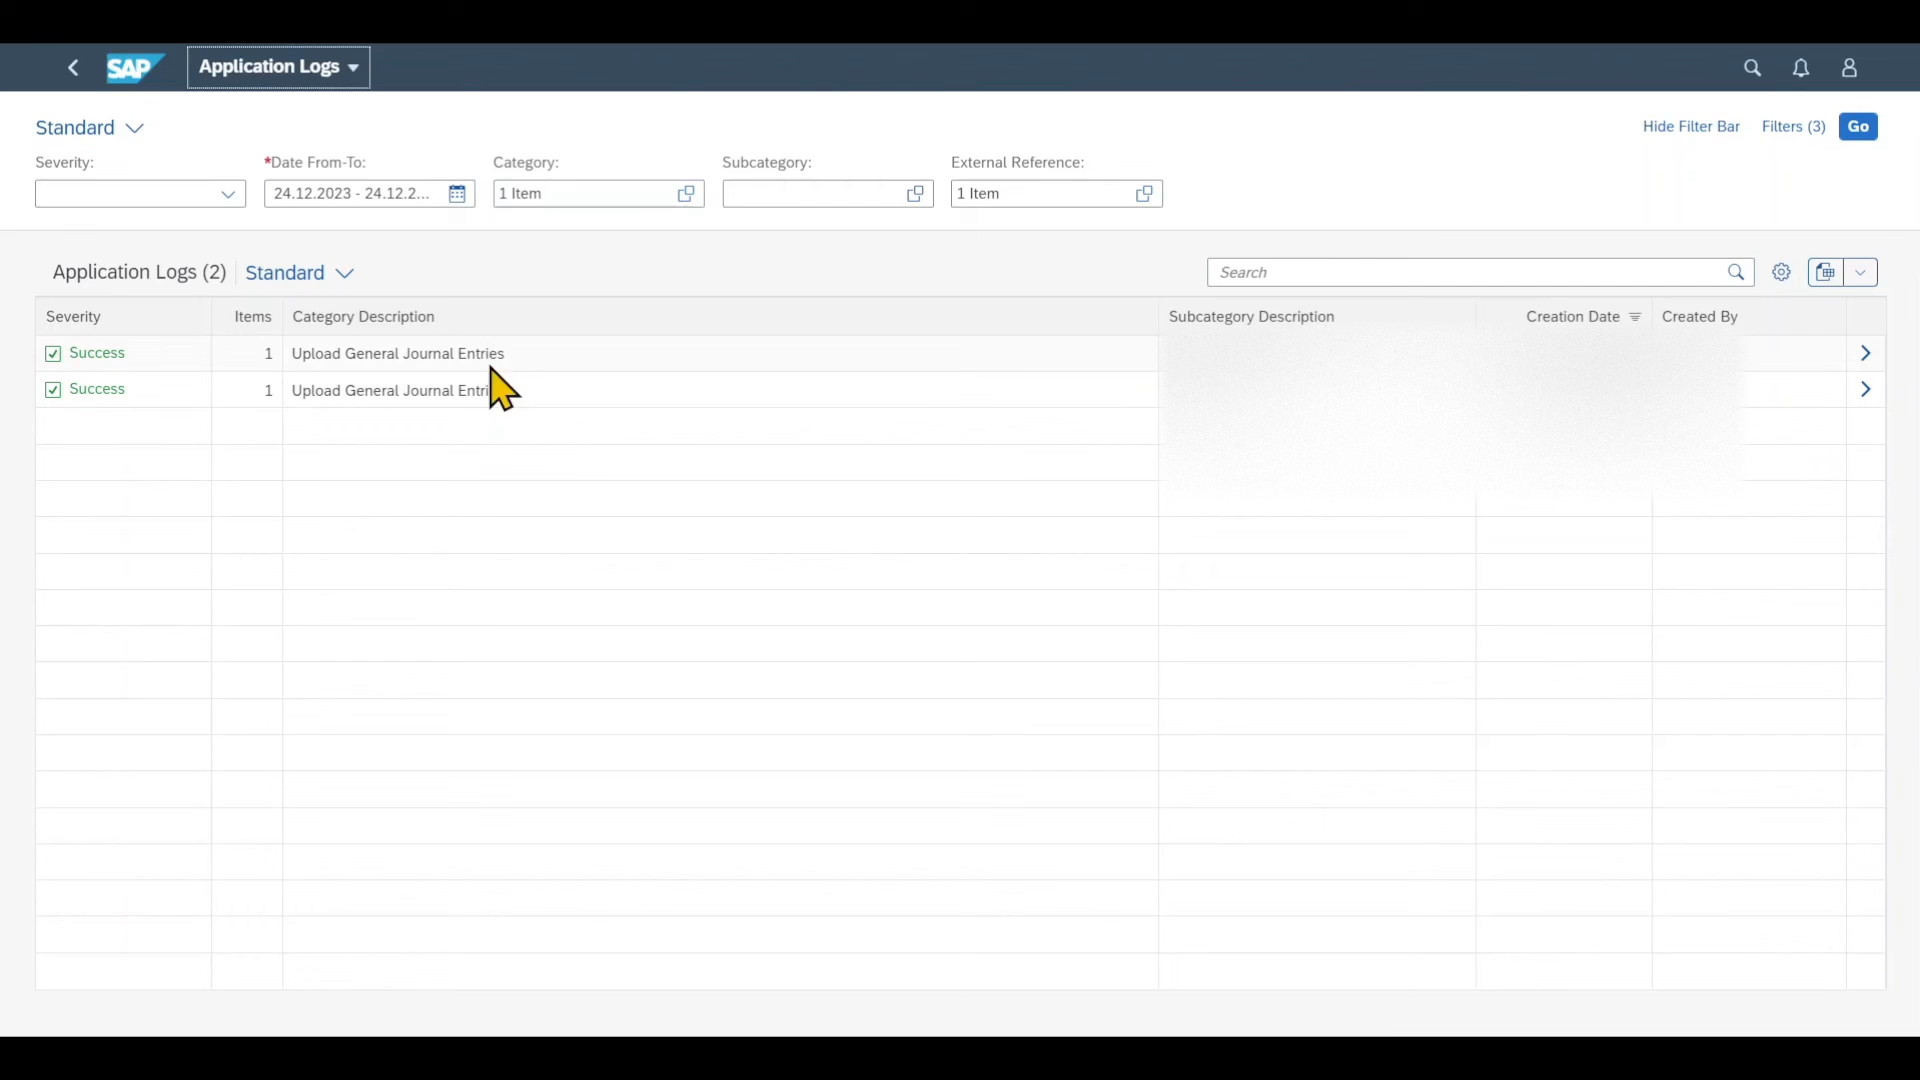 SAP Application Logs
Standard Hide Filter Bar Filters (3) Go
Severity: *Date From-To: Category: Subcategory: External Reference:
24.12.2023 - 24.12.2... 1 Item 1 Item
Application Logs (2) Standard Search
Severity Items Category Description Subcategory Description Creation Date Created By
Success 1 Upload General Journal Entries
Success 1 Upload General Journal Entri